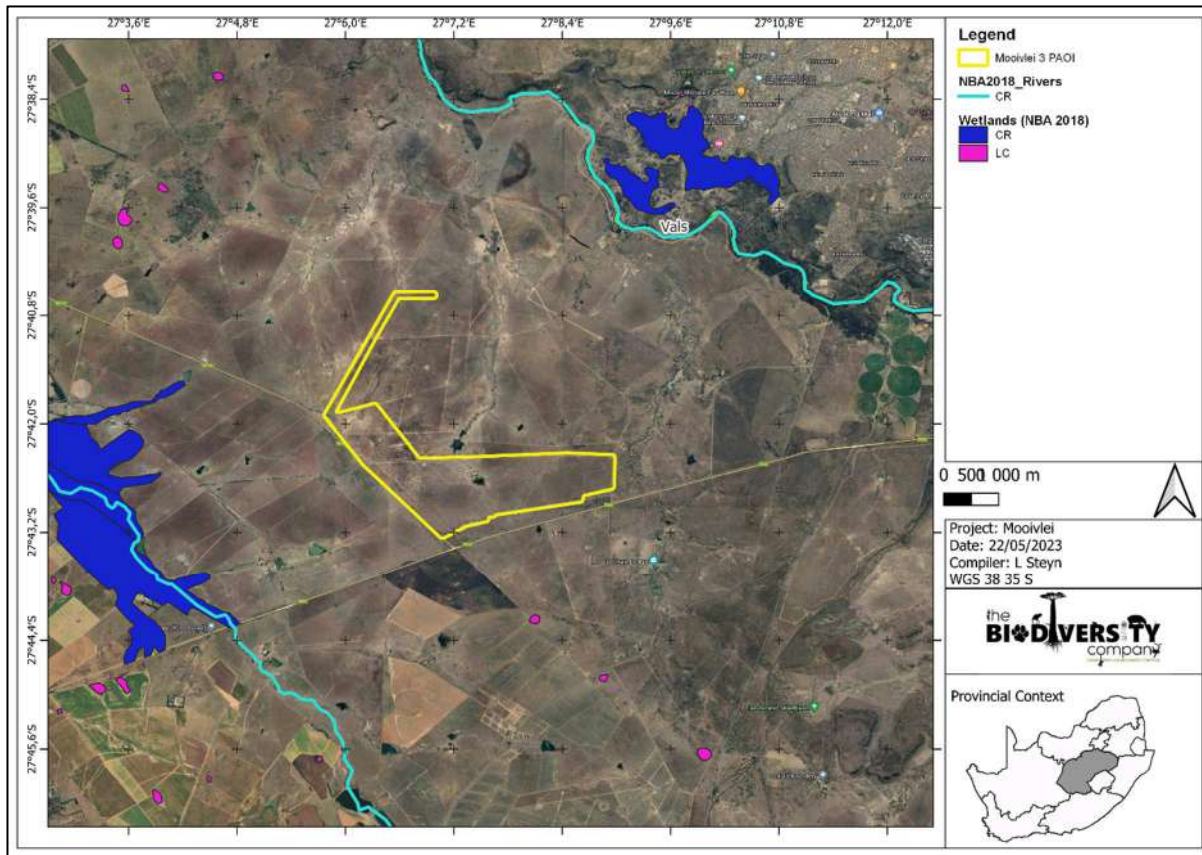 27°3,6'E 27°4,8'E 27°6,0'E 27°7,2'E 27°8,4'E 27°9,6'E 27°10,8'E 27°12,0'E
27°38,4'S
27°39,6'S
27°40,8'S
27°42,0'S
27°43,2'S
27°44,4'S
27°45,6'S
Vals
Legend
Mooivlei 3 PAOI
NBA2018_Rivers
CR
Wetlands (NBA 2018)
CR
LC
0 500 1 000 m
Project: Mooivlei
Date: 22/05/2023
Compiler: L Steyn
WGS 38 35 S
the
BIODIVERSITY
company
Provincial Context